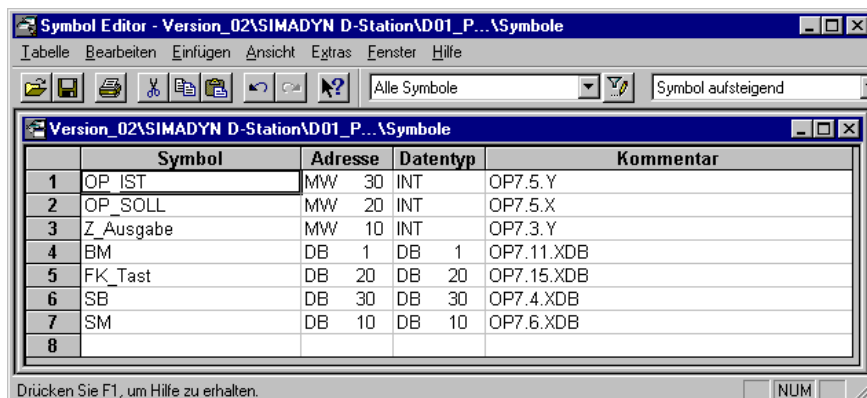 Symbol Editor - Version_02\SIMADYN D-Station\D01_P...\Symbole
Tabelle Bearbeiten Einfügen Ansicht Extras Fenster Hilfe
Alle Symbole Symbol aufsteigend
Version_02\SIMADYN D-Station\D01_P...\Symbole
Symbol Adresse Datentyp Kommentar
1 OP_IST MW 30 INT OP7.5.Y
2 OP_SOLL MW 20 INT OP7.5.X
3 Z_Ausgabe MW 10 INT OP7.3.Y
4 BM DB 1 DB 1 OP7.11.XDB
5 FK_Tast DB 20 DB 20 OP7.15.XDB
6 SB DB 30 DB 30 OP7.4.XDB
7 SM DB 10 DB 10 OP7.6.XDB
8
Drücken Sie F1, um Hilfe zu erhalten. NUM